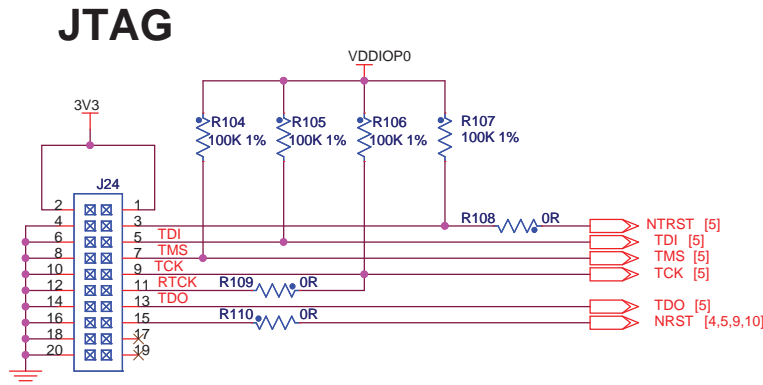 JTAG
VDDIOP0
3V3
R104
100K 1%
R105
100K 1%
R106
100K 1%
R107
100K 1%
J24
2 1
4 3 R108 0R NTRST [5]
6 5 TDI TDI [5]
8 7 TMS TMS [5]
10 9 TCK TCK [5]
12 11 RTCK R109 0R
14 13 TDO TDO [5]
16 15 R110 0R NRST [4,5,9,10]
18 17
20 19